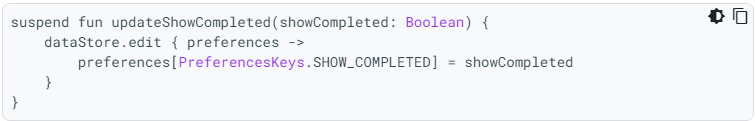 suspend fun updateShowCompleted(showCompleted: Boolean) {
    dataStore.edit { preferences ->
        preferences[PreferencesKeys.SHOW_COMPLETED] = showCompleted
    }
}